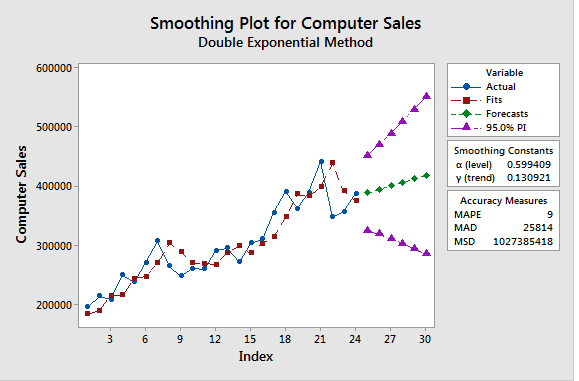 Smoothing Plot for Computer Sales
Double Exponential Method
600000
500000
400000
300000
200000
Computer Sales
3 6 9 12 15 18 21 24 27 30
Index
Variable
Actual
Fits
Forecasts
95.0% PI
Smoothing Constants
α (level) 0.599409
γ (trend) 0.130921
Accuracy Measures
MAPE 9
MAD 25814
MSD 1027385418